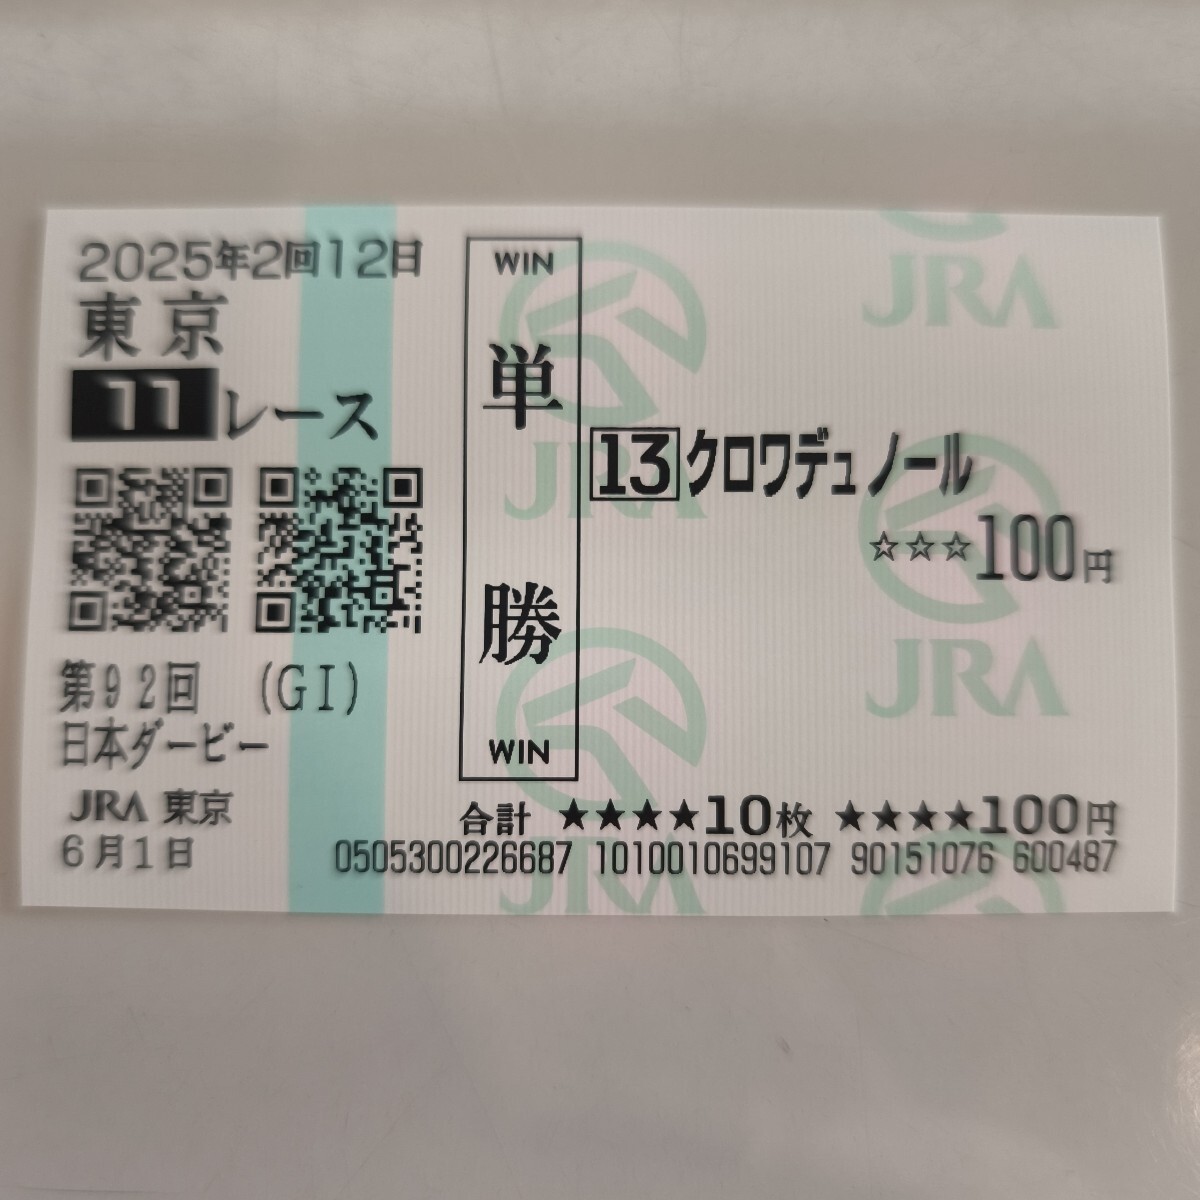 2025年2回12日
東京
11レース
第92回 (GⅠ)
日本ダービー
JRA 東京
6月1日
WIN
単勝
WIN
13 クロワデュノール
☆☆☆100円
合計 ★★★★10枚 ★★★★100円
0505300226687 1010010699107 90151076 600487
JRA
JRA
JRA
JRA